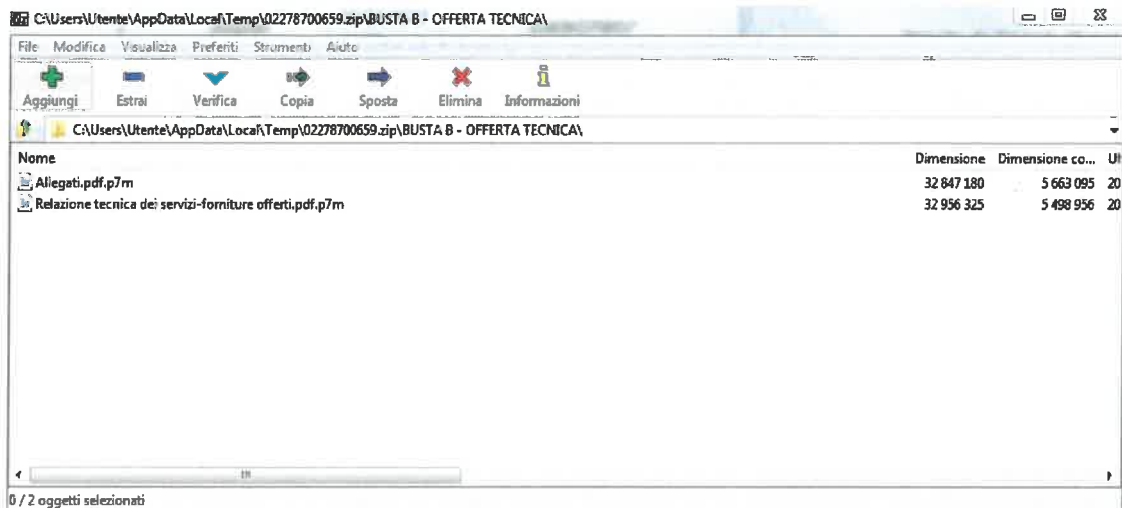 C:\Users\Utente\AppData\Local\Temp\02278700659.zip\BUSTA B - OFFERTA TECNICA\
File Modifica Visualizza Preferiti Strumenti Aiuto
Aggiungi Estrai Verifica Copia Sposta Elimina Informazioni
C:\Users\Utente\AppData\Local\Temp\02278700659.zip\BUSTA B - OFFERTA TECNICA\
Nome Dimensione Dimensione co... Ul
Allegati.pdf.p7m 32 847 180 5 663 095 20
Relazione tecnica dei servizi-forniture offerti.pdf.p7m 32 956 325 5 498 956 20
0 / 2 oggetti selezionati